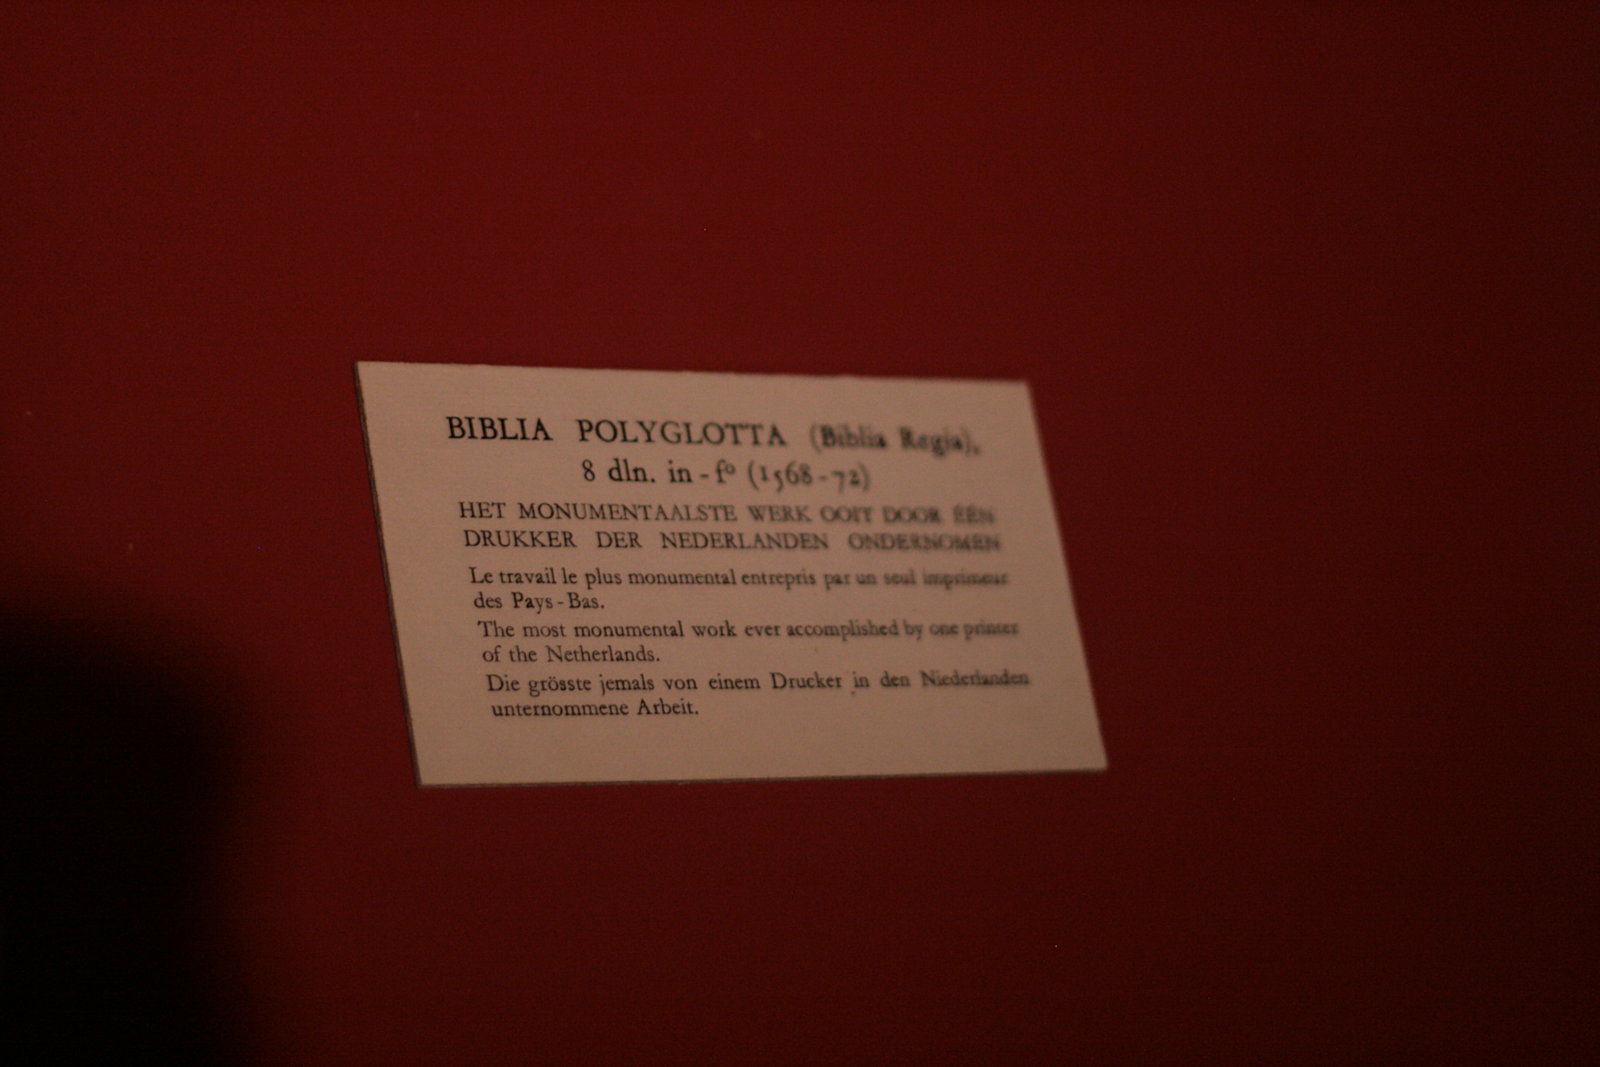 BIBLIA POLYGLOTTA (Biblia Regia),
8 dln. in - fº (1568 - 72)
HET MONUMENTAALSTE WERK OOIT DOOR ÉÉN
DRUKKER DER NEDERLANDEN ONDERNOMEN
Le travail le plus monumental entrepris par un seul imprimeur
des Pays - Bas.
The most monumental work ever accomplished by one printer
of the Netherlands.
Die grösste jemals von einem Drucker in den Niederlanden
unternommene Arbeit.